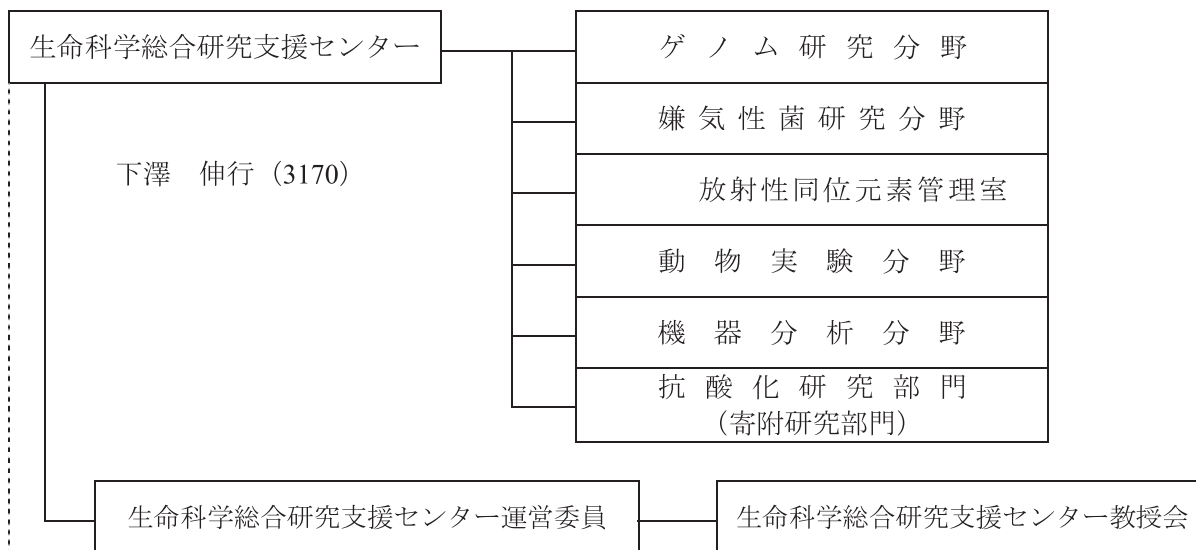 生命科学総合研究支援センター
下澤　伸行（3170）
ゲノム研究分野
嫌気性菌研究分野
放射性同位元素管理室
動物実験分野
機器分析分野
抗酸化研究部門
（寄附研究部門）
生命科学総合研究支援センター運営委員
生命科学総合研究支援センター教授会